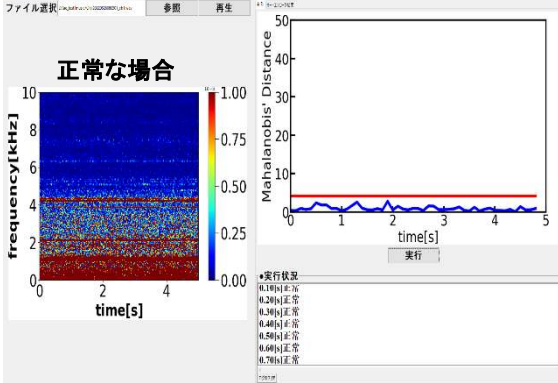 ファイル選択
参照
再生
正常な場合
10
8
6
4
2
0
frequency[kHz]
0
2
4
time[s]
1.00
0.75
0.50
0.25
0.00
50
40
30
20
10
0
Mahalanobis' Distance
0
1
2
3
4
5
time[s]
実行
●実行状況
0.10[s]正常
0.20[s]正常
0.30[s]正常
0.40[s]正常
0.50[s]正常
0.60[s]正常
0.70[s]正常